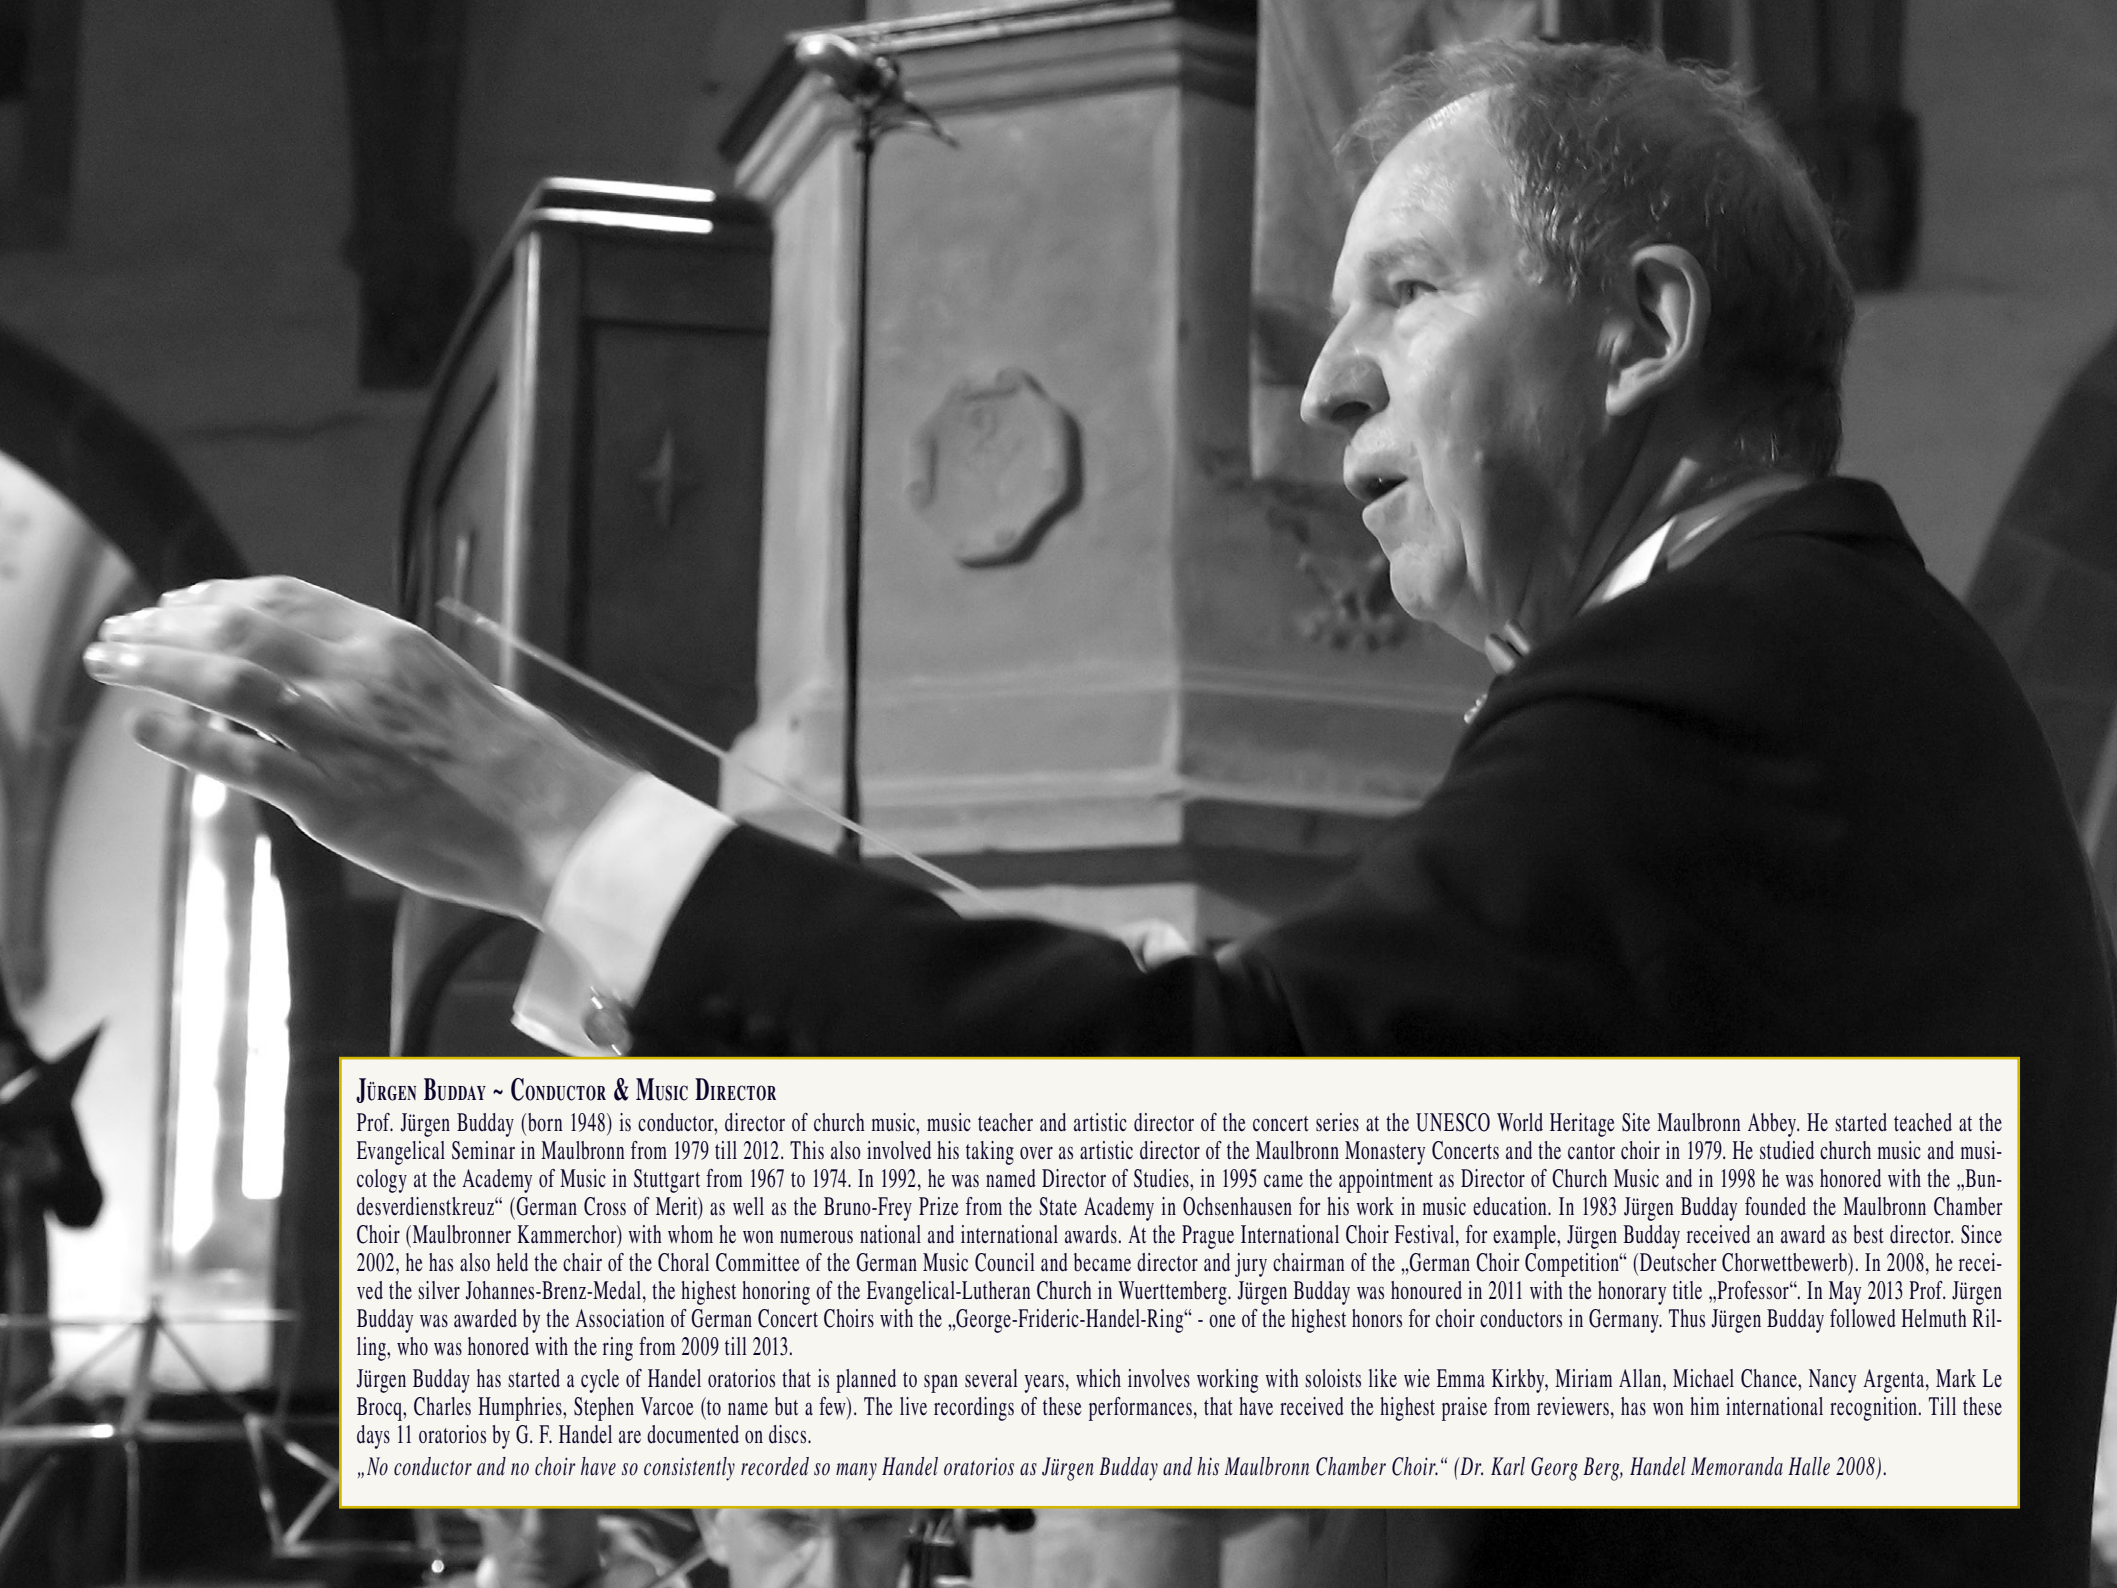 Jürgen Budday ~ Conductor & Music Director
Prof. Jürgen Budday (born 1948) is conductor, director of church music, music teacher and artistic director of the concert series at the UNESCO World Heritage Site Maulbronn Abbey. He started teached at the
Evangelical Seminar in Maulbronn from 1979 till 2012. This also involved his taking over as artistic director of the Maulbronn Monastery Concerts and the cantor choir in 1979. He studied church music and musi-
cology at the Academy of Music in Stuttgart from 1967 to 1974. In 1992, he was named Director of Studies, in 1995 came the appointment as Director of Church Music and in 1998 he was honored with the „Bun-
desverdienstkreuz“ (German Cross of Merit) as well as the Bruno-Frey Prize from the State Academy in Ochsenhausen for his work in music education. In 1983 Jürgen Budday founded the Maulbronn Chamber
Choir (Maulbronner Kammerchor) with whom he won numerous national and international awards. At the Prague International Choir Festival, for example, Jürgen Budday received an award as best director. Since
2002, he has also held the chair of the Choral Committee of the German Music Council and became director and jury chairman of the „German Choir Competition“ (Deutscher Chorwettbewerb). In 2008, he recei-
ved the silver Johannes-Brenz-Medal, the highest honoring of the Evangelical-Lutheran Church in Wuerttemberg. Jürgen Budday was honoured in 2011 with the honorary title „Professor“. In May 2013 Prof. Jürgen
Budday was awarded by the Association of German Concert Choirs with the „George-Frideric-Handel-Ring“ - one of the highest honors for choir conductors in Germany. Thus Jürgen Budday followed Helmuth Ril-
ling, who was honored with the ring from 2009 till 2013.
Jürgen Budday has started a cycle of Handel oratorios that is planned to span several years, which involves working with soloists like wie Emma Kirkby, Miriam Allan, Michael Chance, Nancy Argenta, Mark Le
Brocq, Charles Humphries, Stephen Varcoe (to name but a few). The live recordings of these performances, that have received the highest praise from reviewers, has won him international recognition. Till these
days 11 oratorios by G. F. Handel are documented on discs.
„No conductor and no choir have so consistently recorded so many Handel oratorios as Jürgen Budday and his Maulbronn Chamber Choir.“ (Dr. Karl Georg Berg, Handel Memoranda Halle 2008).